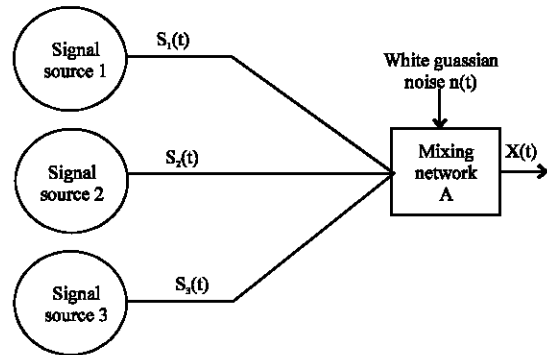 Signal
source 1
S₁(t)
Signal
source 2
S₂(t)
Signal
source 3
S₃(t)
White guassian
noise n(t)
Mixing
network
A
X(t)